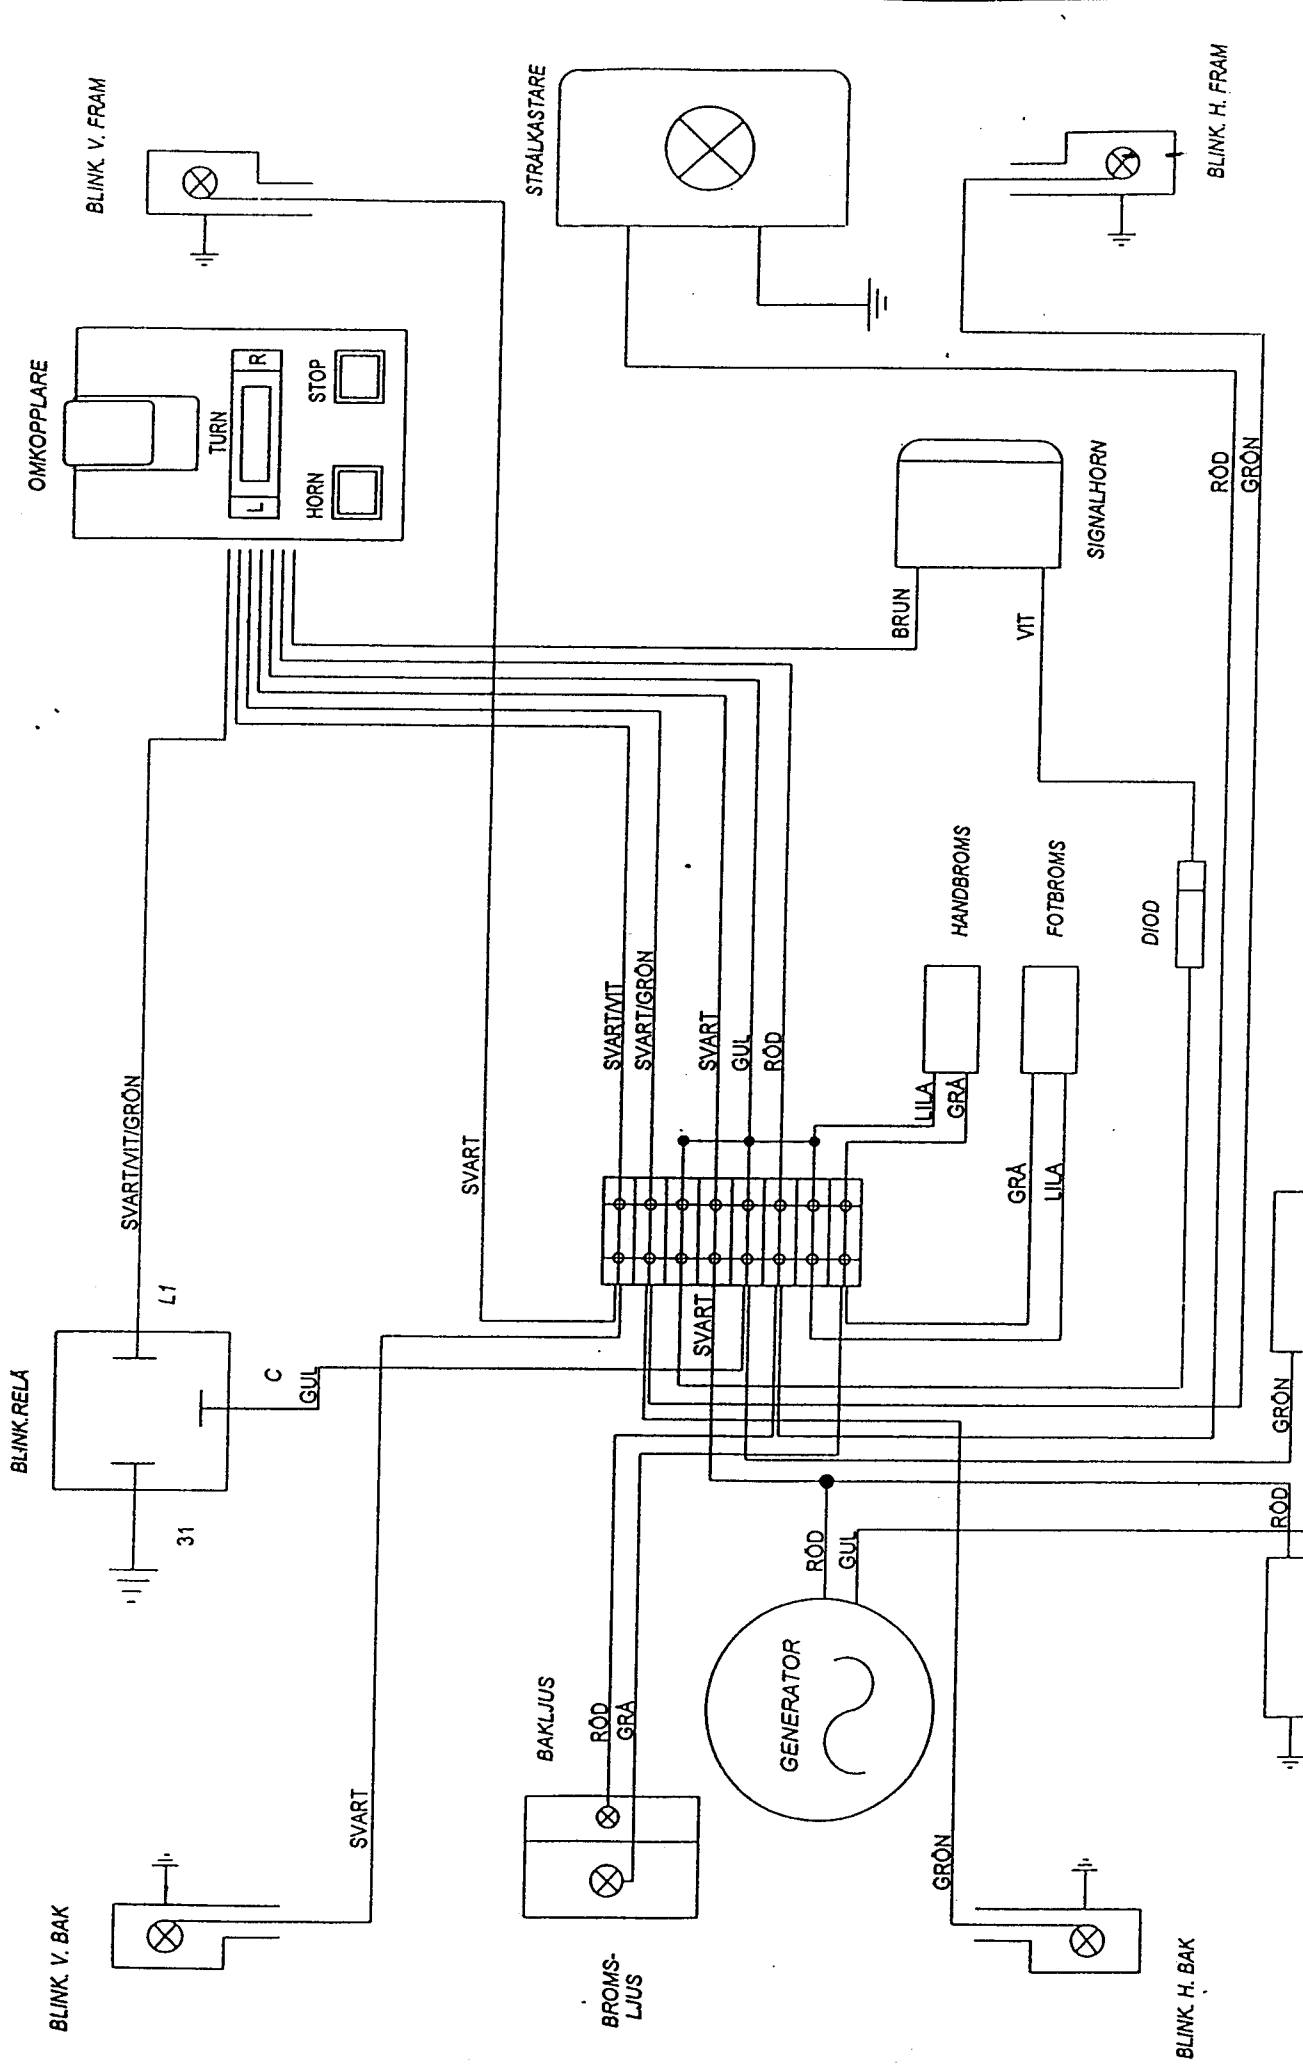 BLINK. V. FRAM
STRÅLKASTARE
BLINK. H. FRAM
OMKOPPLARE
TURN
L
R
HORN
STOP
SIGNALHORN
BRUN
VIT
RÖD
GRÖN
SVART/VIT/GRÖN
SVART
SVART/VIT
SVART/GRÖN
SVART
GUL
RÖD
HANDBROMS
FOTBROMS
DIOD
LILA
GRÅ
GRÅ
LILA
BLINK.RELÄ
L1
C
GUL
31
SVART
GRÖN
RÖD
RÖD
GUL
GENERATOR
BAKLJUS
RÖD
GRÅ
SVART
GRÖN
BLINK. V. BAK
BROMS-
LJUS
BLINK. H. BAK